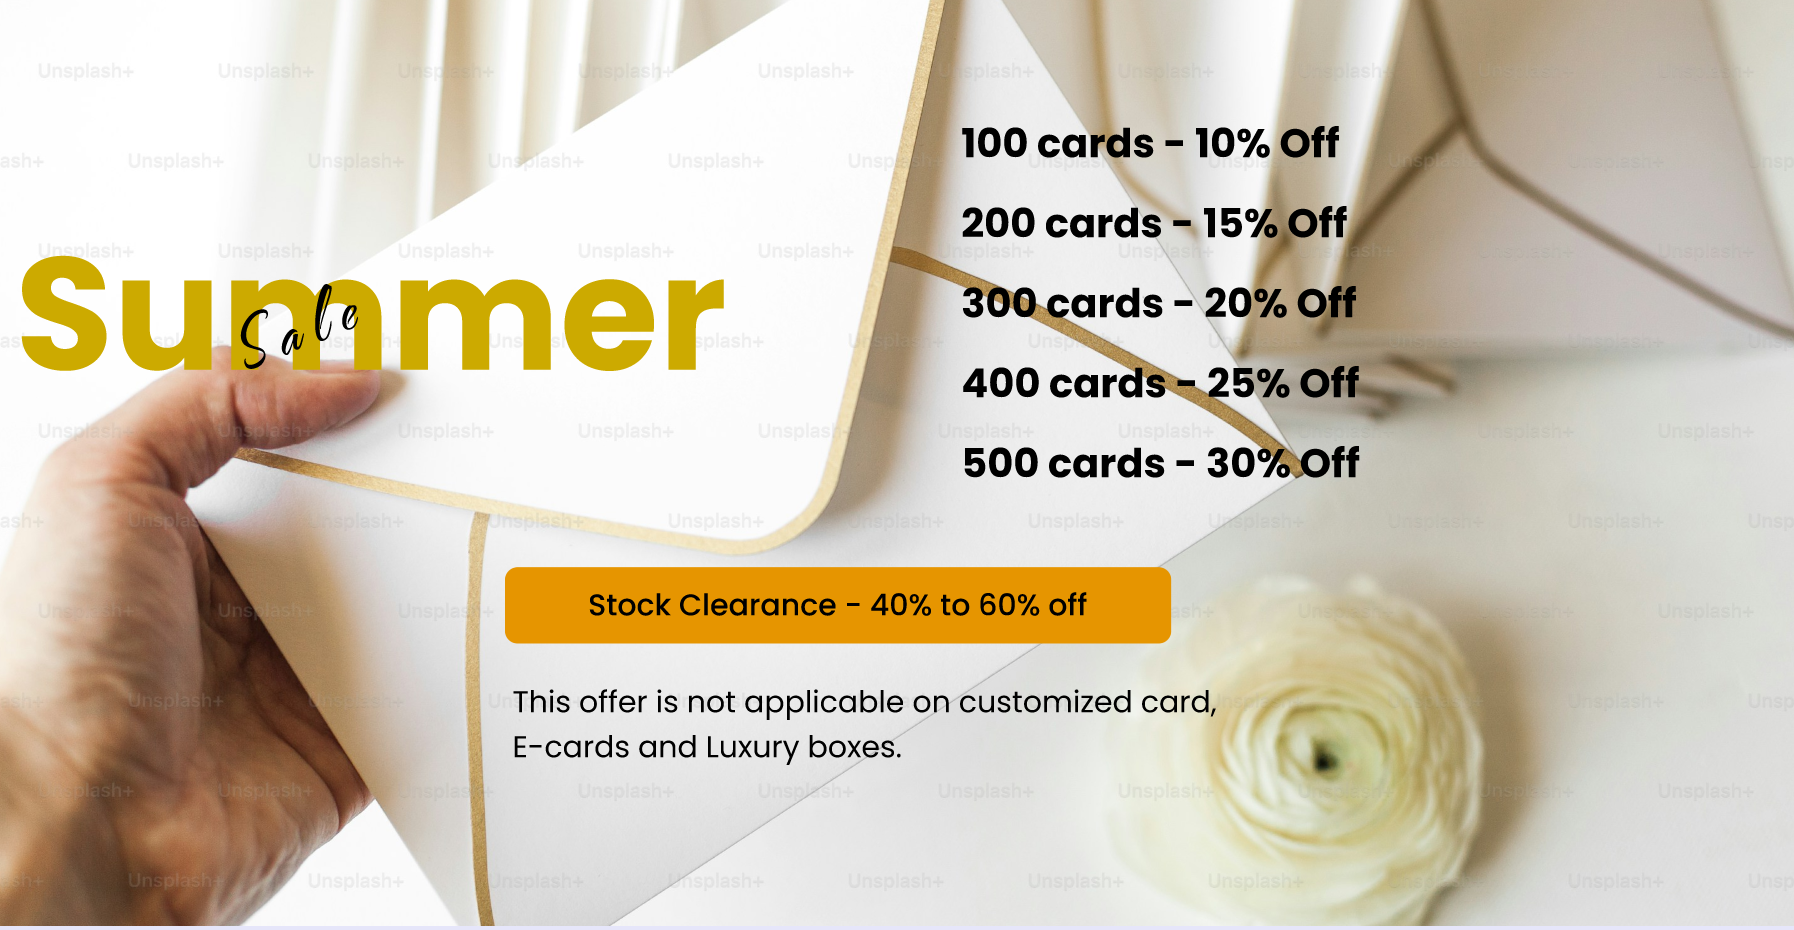 Summer
Sale
100 cards - 10% Off
200 cards - 15% Off
300 cards - 20% Off
400 cards - 25% Off
500 cards - 30% Off
Stock Clearance - 40% to 60% off
This offer is not applicable on customized card,
E-cards and Luxury boxes.
Unsplash+